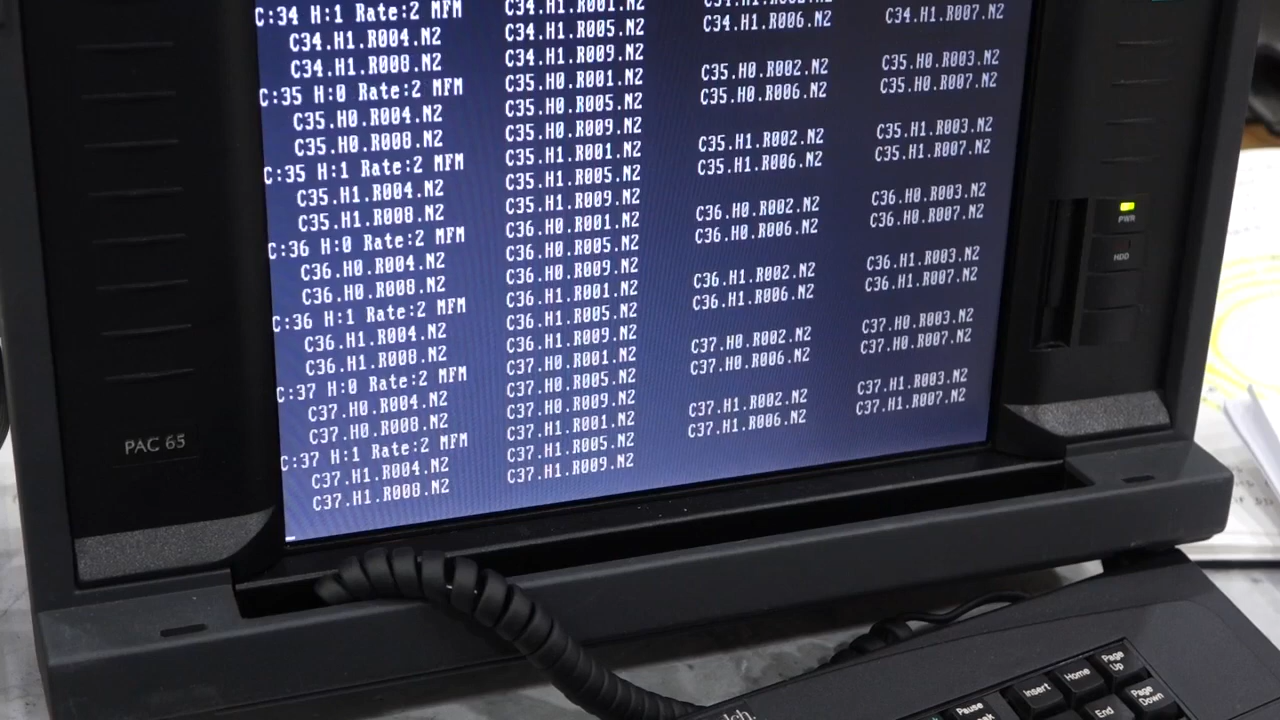 C:34 H:1 Rate:2 MFM C34.H1.R001.N2 C34.H1.R007.N2
C34.H1.R004.N2 C34.H1.R005.N2 C34.H1.R006.N2
C34.H1.R008.N2 C34.H1.R009.N2
C:35 H:0 Rate:2 MFM C35.H0.R001.N2 C35.H0.R002.N2 C35.H0.R003.N2
C35.H0.R004.N2 C35.H0.R005.N2 C35.H0.R006.N2 C35.H0.R007.N2
C35.H0.R008.N2 C35.H0.R009.N2
C:35 H:1 Rate:2 MFM C35.H1.R001.N2 C35.H1.R002.N2 C35.H1.R003.N2
C35.H1.R004.N2 C35.H1.R005.N2 C35.H1.R006.N2 C35.H1.R007.N2
C35.H1.R008.N2 C36.H0.R001.N2 C36.H0.R002.N2 C36.H0.R003.N2
C:36 H:0 Rate:2 MFM C36.H0.R005.N2 C36.H0.R006.N2 C36.H0.R007.N2
C36.H0.R004.N2 C36.H0.R009.N2
C36.H0.R008.N2 C36.H1.R001.N2 C36.H1.R002.N2 C36.H1.R003.N2
C:36 H:1 Rate:2 MFM C36.H1.R005.N2 C36.H1.R006.N2 C36.H1.R007.N2
C36.H1.R004.N2 C36.H1.R009.N2
C36.H1.R008.N2 C37.H0.R001.N2 C37.H0.R002.N2 C37.H0.R003.N2
C:37 H:0 Rate:2 MFM C37.H0.R005.N2 C37.H0.R006.N2 C37.H0.R007.N2
C37.H0.R004.N2 C37.H0.R009.N2
C37.H0.R008.N2 C37.H1.R001.N2 C37.H1.R002.N2 C37.H1.R003.N2
C:37 H:1 Rate:2 MFM C37.H1.R005.N2 C37.H1.R006.N2 C37.H1.R007.N2
C37.H1.R004.N2 C37.H1.R009.N2
C37.H1.R008.N2
PWR
HDD
PAC 65
Page Up
Home
Insert
Page Down
End
Pause